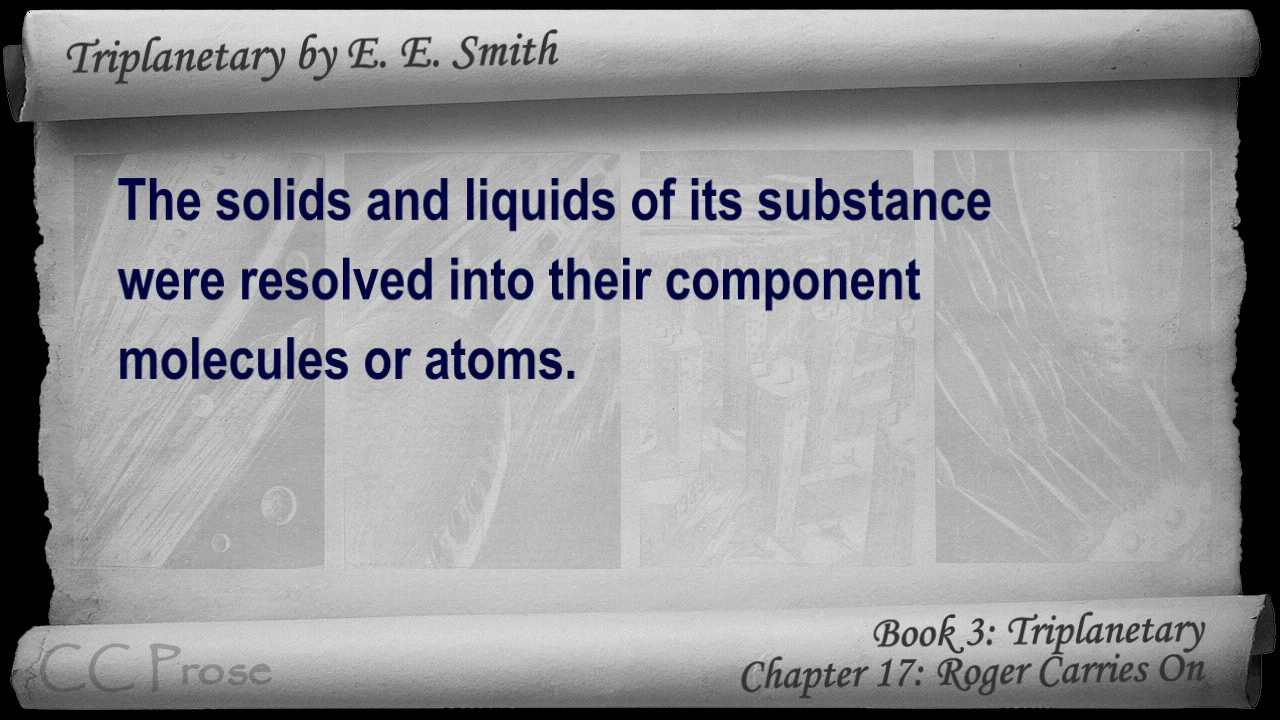 Triplanetary by E. E. Smith
The solids and liquids of its substance
were resolved into their component
molecules or atoms.
Book 3: Triplanetary
Chapter 17: Roger Carries On
CC Prose